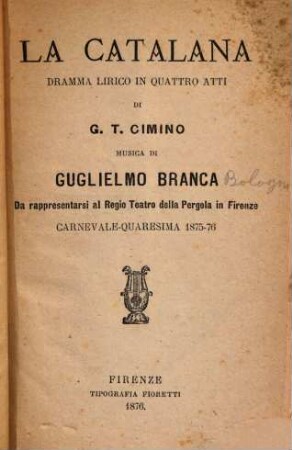 LA CATALANA
DRAMMA LIRICO IN QUATTRO ATTI
DI
G. T. CIMINO
MUSICA DI
GUGLIELMO BRANCA Bologna
Da rappresentarsi al Regio Teatro della Pergola in Firenze
CARNEVALE-QUARESIMA 1875-76
FIRENZE
TIPOGRAFIA FIORETTI
1876.